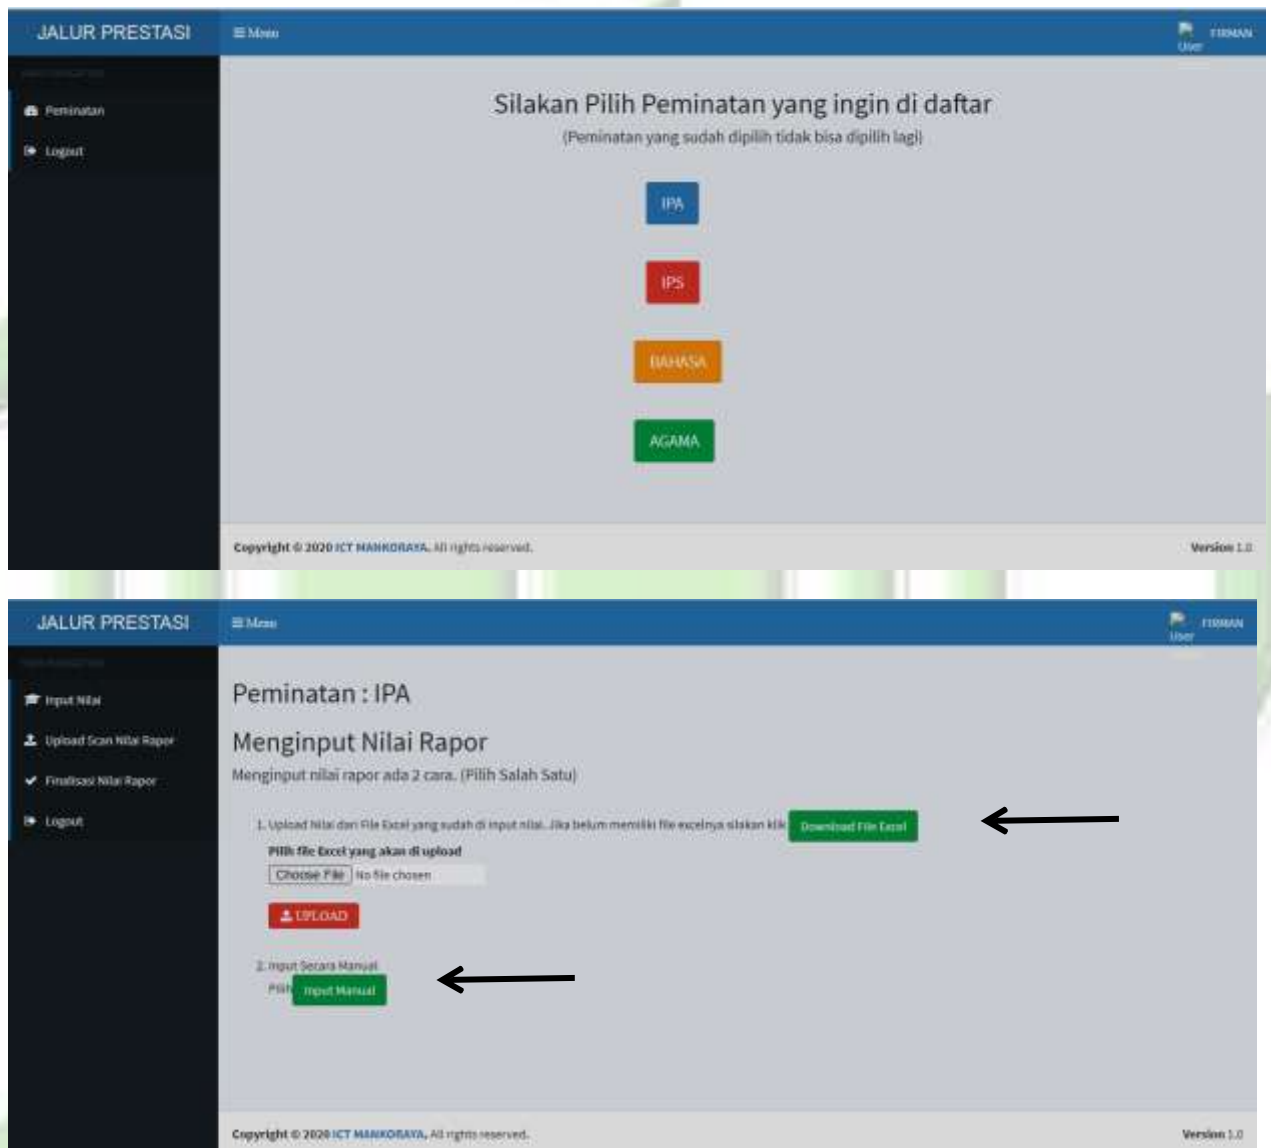 JALUR PRESTASI
Menu
User
FIRMAN
Peminatan
Logout
Silakan Pilih Peminatan yang ingin di daftar
(Peminatan yang sudah dipilih tidak bisa dipilih lagi)
IPA
IPS
BAHASA
AGAMA
Copyright © 2020 ICT MANKORAYA. All rights reserved.
Version 1.0
JALUR PRESTASI
Menu
User
FIRMAN
Input Nilai
Upload Scan Nilai Rapor
Finalisasi Nilai Rapor
Logout
Peminatan : IPA
Menginput Nilai Rapor
Menginput nilai rapor ada 2 cara. (Pilih Salah Satu)
1. Upload Nilai dari File Excel yang sudah di input nilai. Jika belum memiliki file excelnya silakan klik Download File Excel
Pilih file Excel yang akan di upload
Choose File No file chosen
UPLOAD
2. Input Secara Manual
Pilih Input Manual
Copyright © 2020 ICT MANKORAYA. All rights reserved.
Version 1.0